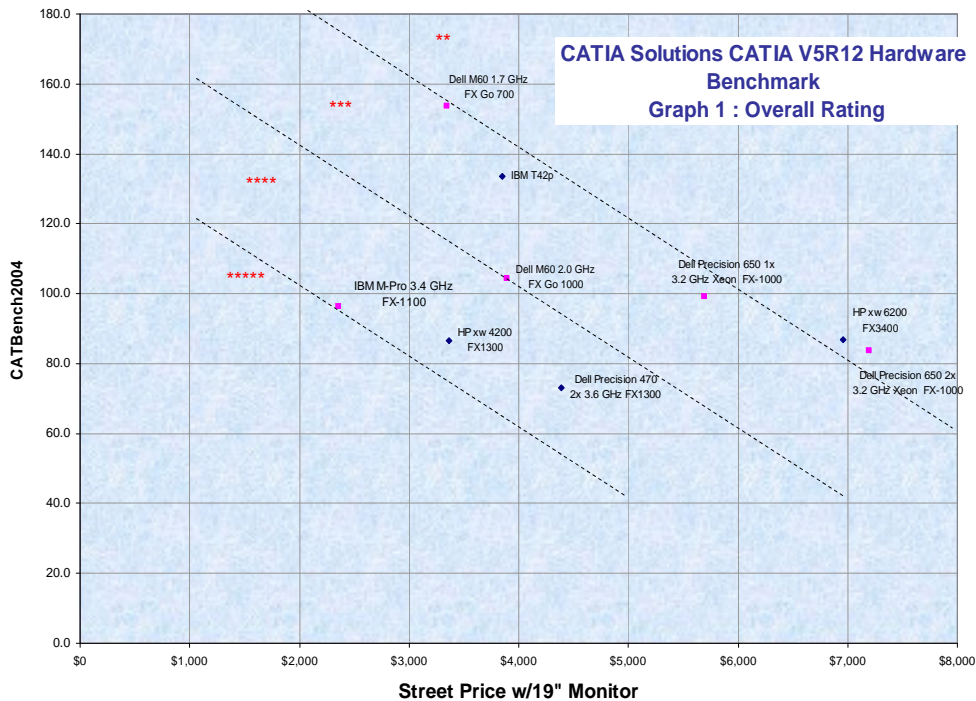 CATIA Solutions CATIA V5R12 Hardware
Benchmark
Graph 1 : Overall Rating
CATBench2004
180.0
160.0
140.0
120.0
100.0
80.0
60.0
40.0
20.0
0.0
**
***
****
*****
Dell M60 1.7 GHz
FX Go 700
IBM T42p
Dell M60 2.0 GHz
FX Go 1000
Dell Precision 650 1x
3.2 GHz Xeon FX-1000
IBM M-Pro 3.4 GHz
FX-1100
HP xw 4200
FX1300
HP xw 6200
FX3400
Dell Precision 470
2x 3.6 GHz FX1300
Dell Precision 650 2x
3.2 GHz Xeon FX-1000
$0
$1,000
$2,000
$3,000
$4,000
$5,000
$6,000
$7,000
$8,000
Street Price w/19" Monitor